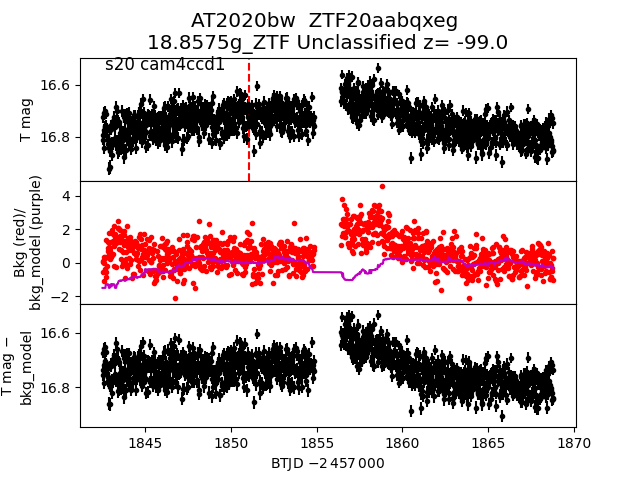 AT2020bw  ZTF20aabqxeg
18.8575g_ZTF Unclassified z= -99.0
s20 cam4ccd1
16.6
16.8
T mag
4
2
0
−2
Bkg (red)/
bkg_model (purple)
16.6
16.8
T mag −
bkg_model
1845
1850
1855
1860
1865
1870
BTJD −2 457 000